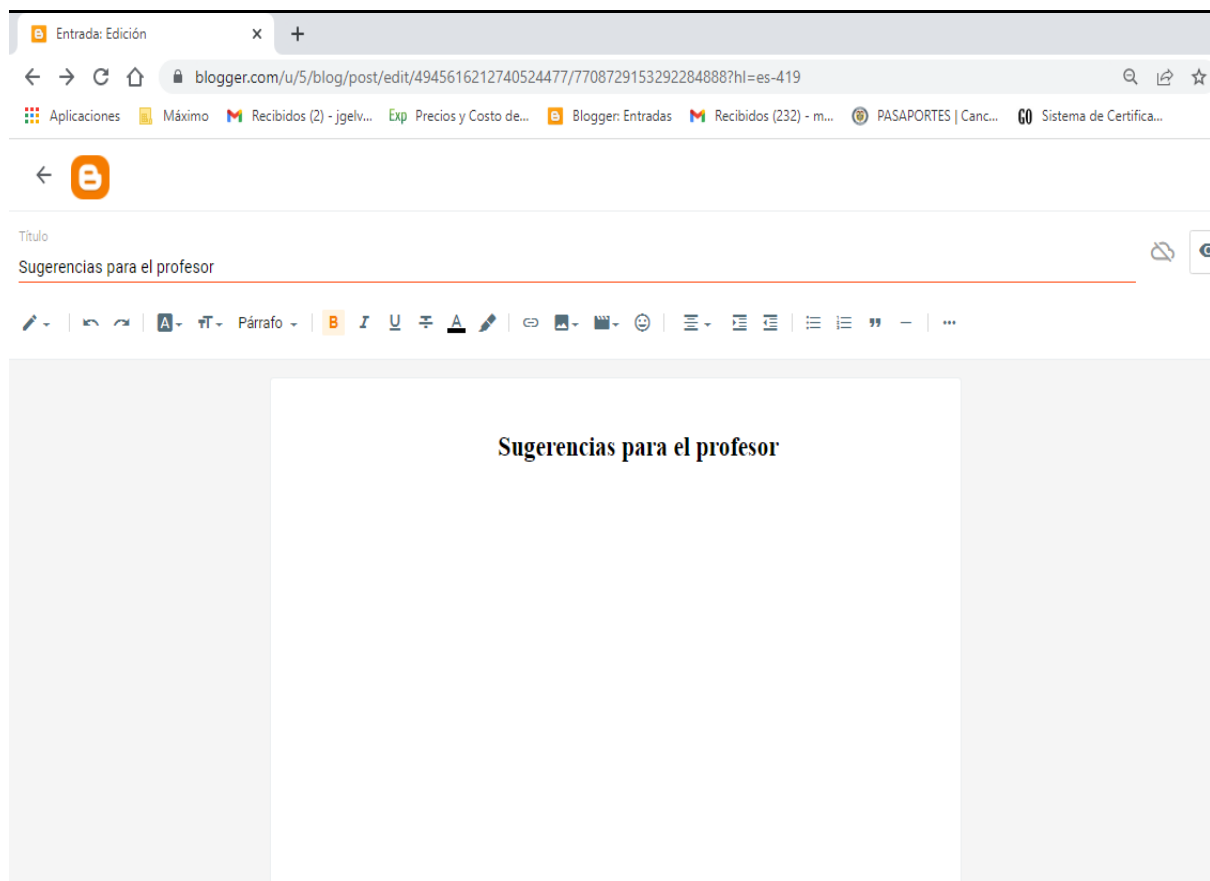 Entrada: Edición
blogger.com/u/5/blog/post/edit/4945616212740524477/7708729153292284888?hl=es-419
Aplicaciones Máximo Recibidos (2) - jgelv... Exp Precios y Costo de... Blogger: Entradas Recibidos (232) - m... PASAPORTES | Canc... GO Sistema de Certifica...
Título
Sugerencias para el profesor
Párrafo B I U A
Sugerencias para el profesor